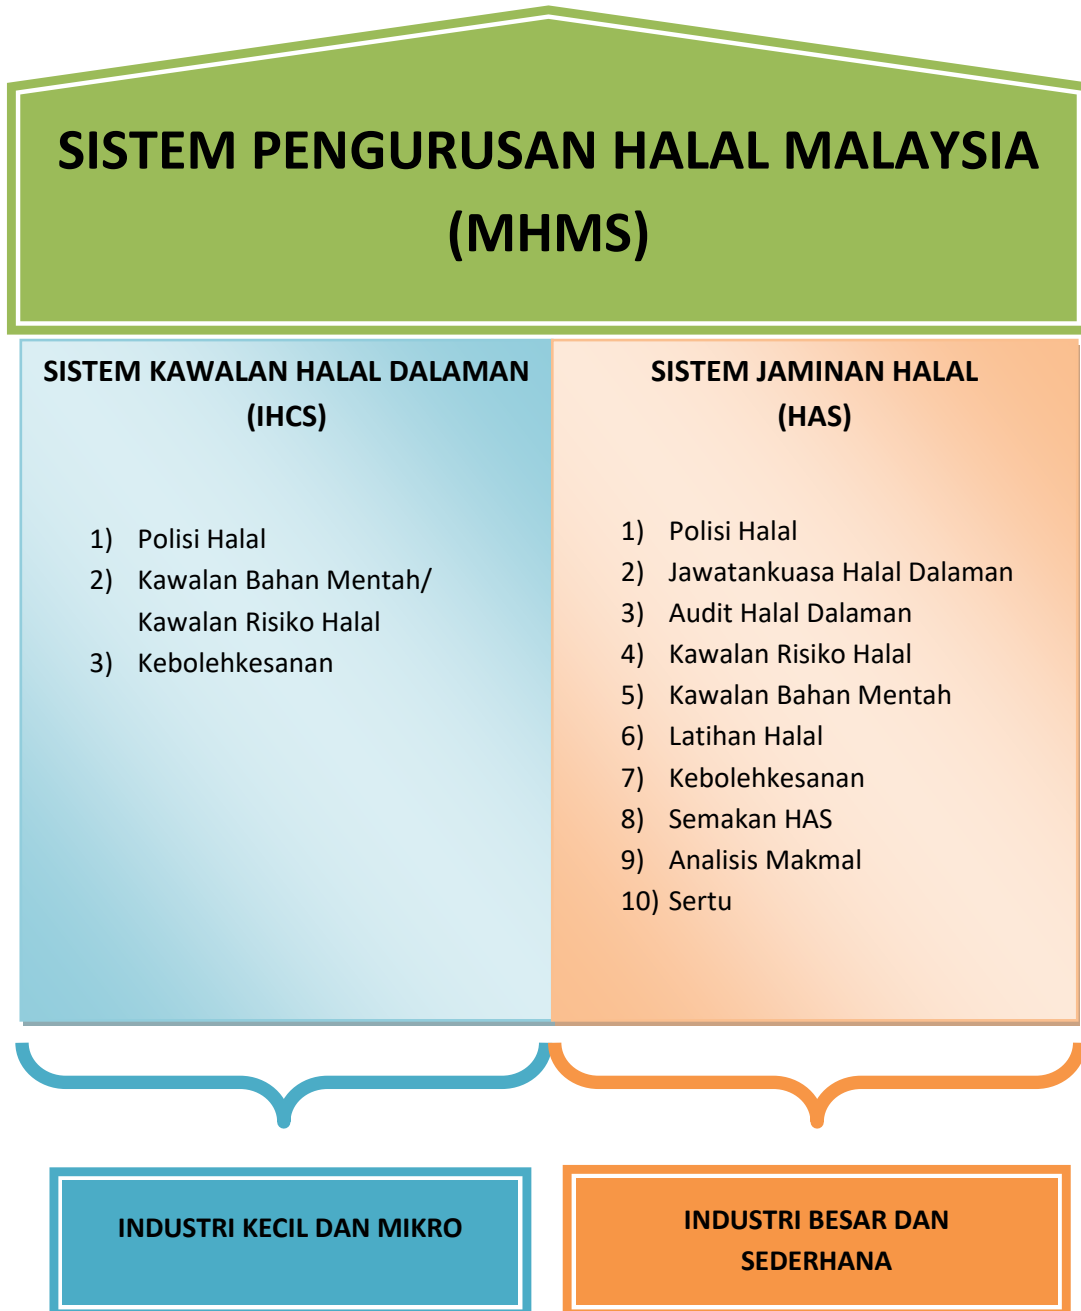 SISTEM PENGURUSAN HALAL MALAYSIA
(MHMS)
SISTEM KAWALAN HALAL DALAMAN
(IHCS)
1) Polisi Halal
2) Kawalan Bahan Mentah/
Kawalan Risiko Halal
3) Kebolehkesanan
SISTEM JAMINAN HALAL
(HAS)
1) Polisi Halal
2) Jawatankuasa Halal Dalaman
3) Audit Halal Dalaman
4) Kawalan Risiko Halal
5) Kawalan Bahan Mentah
6) Latihan Halal
7) Kebolehkesanan
8) Semakan HAS
9) Analisis Makmal
10) Sertu
INDUSTRI KECIL DAN MIKRO
INDUSTRI BESAR DAN
SEDERHANA